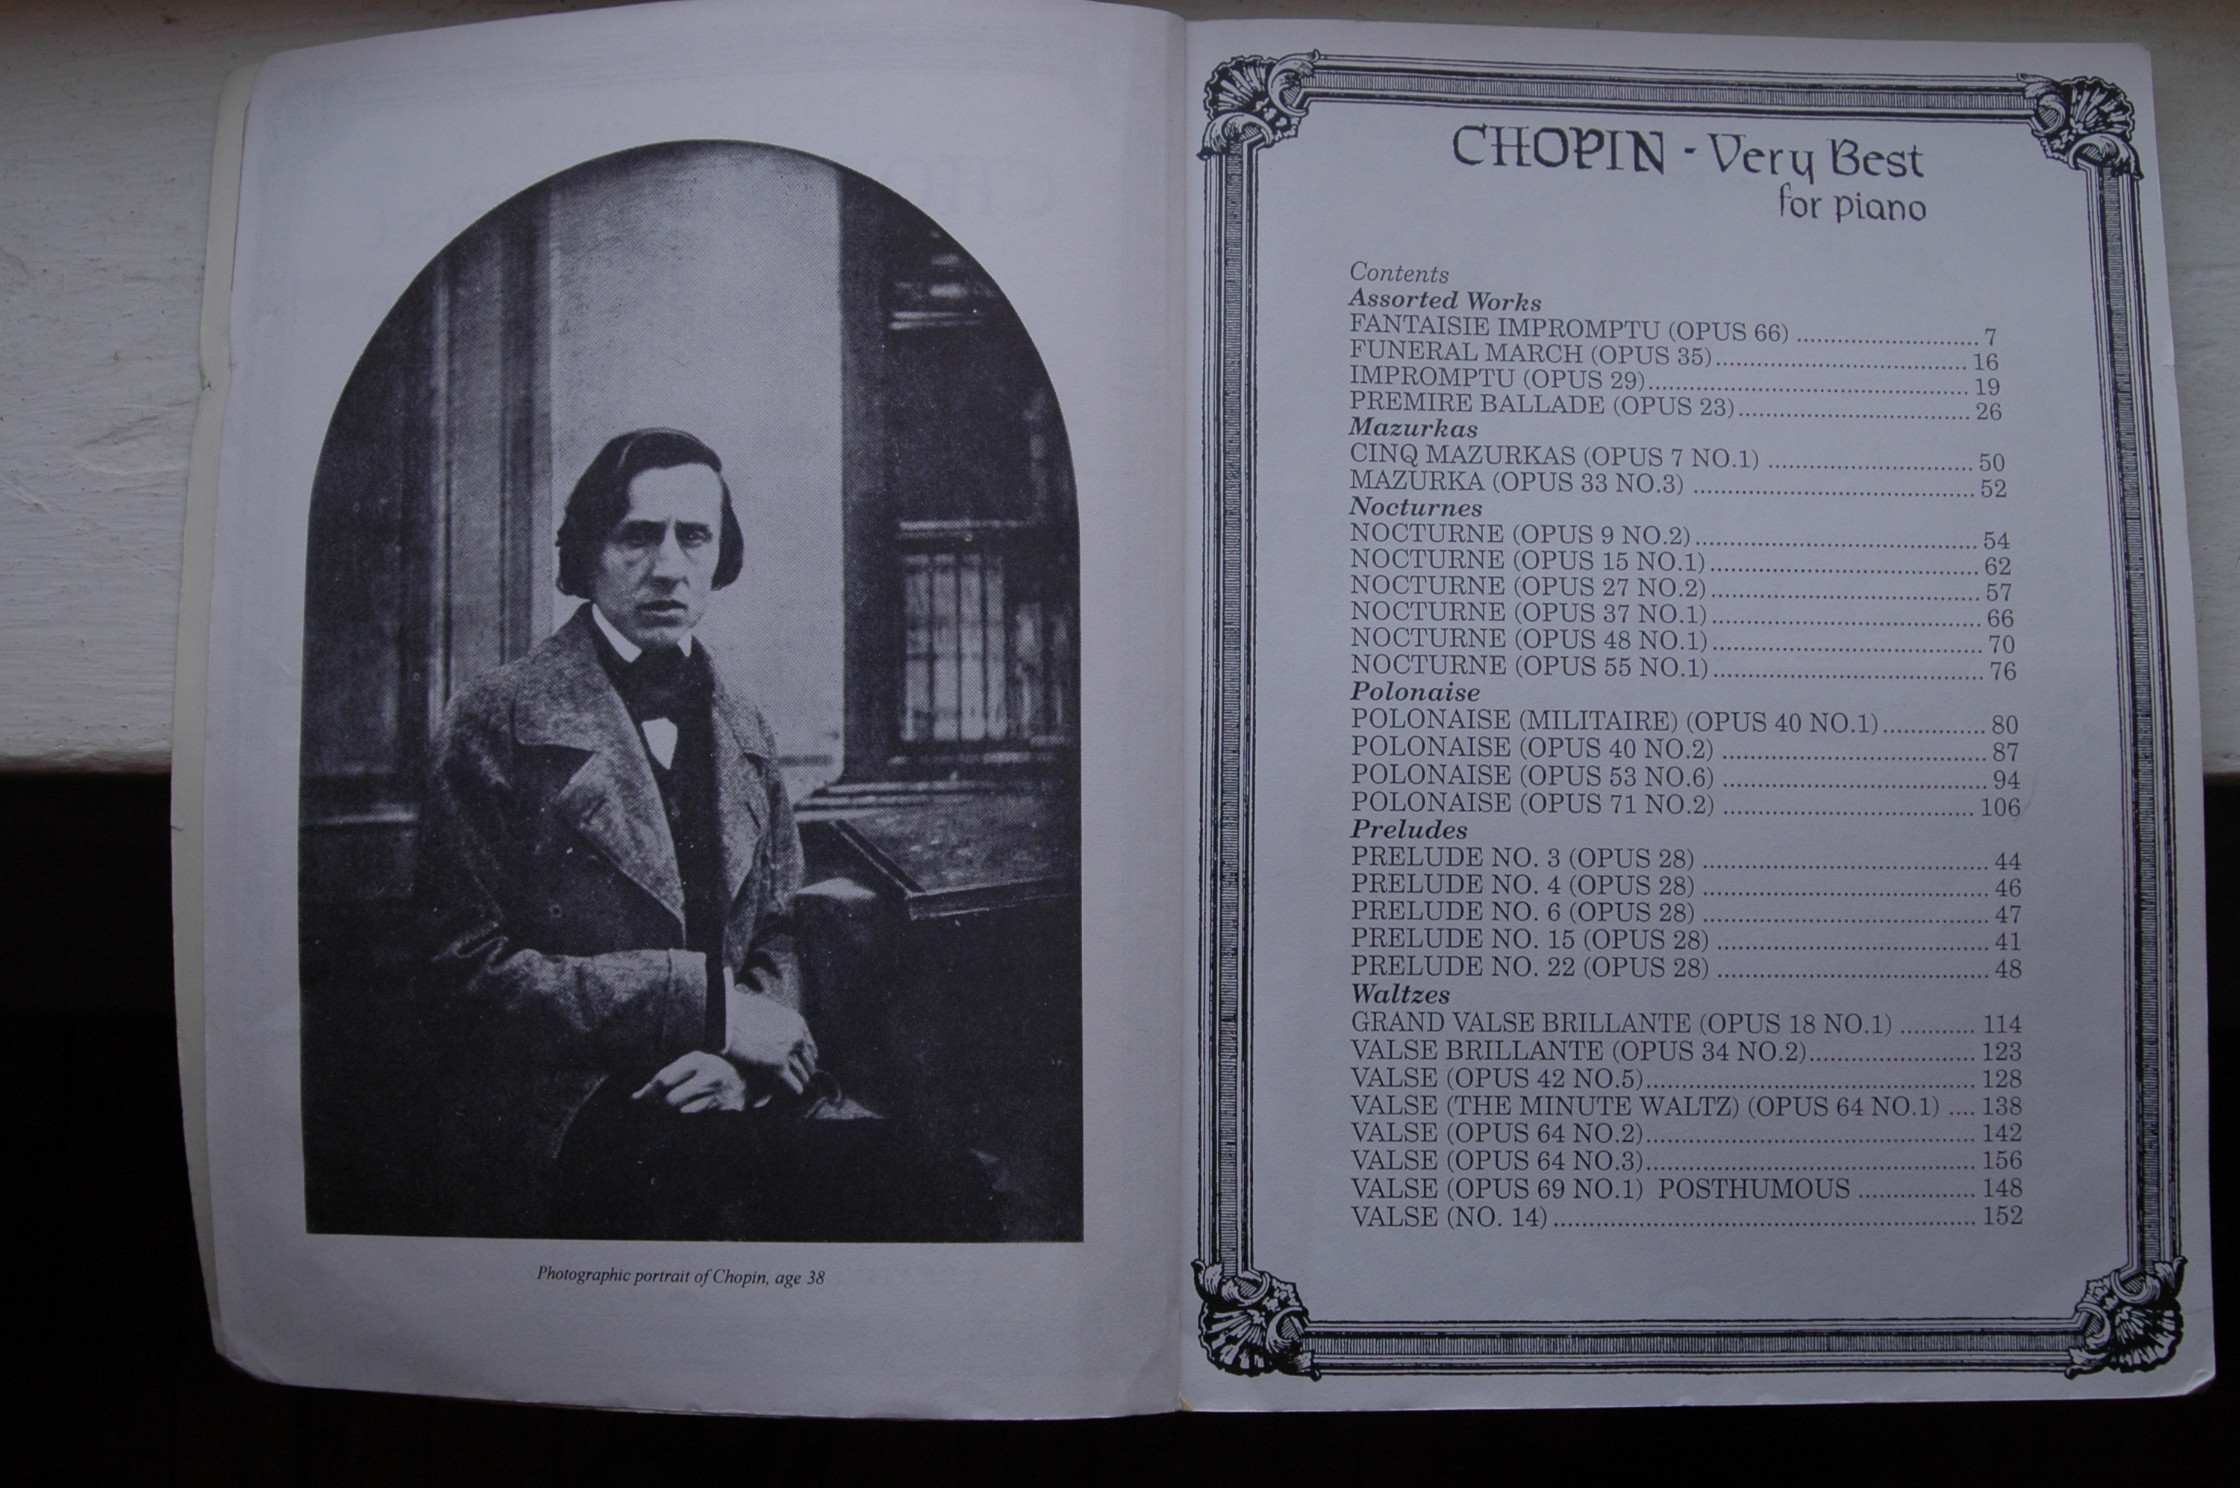 Photographic portrait of Chopin, age 38
CHOPIN - Very Best
for piano
Contents
Assorted Works
FANTAISIE IMPROMPTU (OPUS 66) .......................... 7
FUNERAL MARCH (OPUS 35)................................... 16
IMPROMPTU (OPUS 29)............................................. 19
PREMIRE BALLADE (OPUS 23)................................ 26
Mazurkas
CINQ MAZURKAS (OPUS 7 NO.1) ............................ 50
MAZURKA (OPUS 33 NO.3) ....................................... 52
Nocturnes
NOCTURNE (OPUS 9 NO.2)....................................... 54
NOCTURNE (OPUS 15 NO.1)..................................... 62
NOCTURNE (OPUS 27 NO.2)..................................... 57
NOCTURNE (OPUS 37 NO.1)..................................... 66
NOCTURNE (OPUS 48 NO.1)..................................... 70
NOCTURNE (OPUS 55 NO.1)..................................... 76
Polonaise
POLONAISE (MILITAIRE) (OPUS 40 NO.1).............. 80
POLONAISE (OPUS 40 NO.2) ..................................... 87
POLONAISE (OPUS 53 NO.6) ..................................... 94
POLONAISE (OPUS 71 NO.2) ................................... 106
Preludes
PRELUDE NO. 3 (OPUS 28) ........................................ 44
PRELUDE NO. 4 (OPUS 28) ........................................ 46
PRELUDE NO. 6 (OPUS 28) ........................................ 47
PRELUDE NO. 15 (OPUS 28) ...................................... 41
PRELUDE NO. 22 (OPUS 28) ...................................... 48
Waltzes
GRAND VALSE BRILLANTE (OPUS 18 NO.1) ........... 114
VALSE BRILLANTE (OPUS 34 NO.2)....................... 123
VALSE (OPUS 42 NO.5).............................................. 128
VALSE (THE MINUTE WALTZ) (OPUS 64 NO.1) .... 138
VALSE (OPUS 64 NO.2).............................................. 142
VALSE (OPUS 64 NO.3).............................................. 156
VALSE (OPUS 69 NO.1) POSTHUMOUS ................. 148
VALSE (NO. 14)........................................................... 152